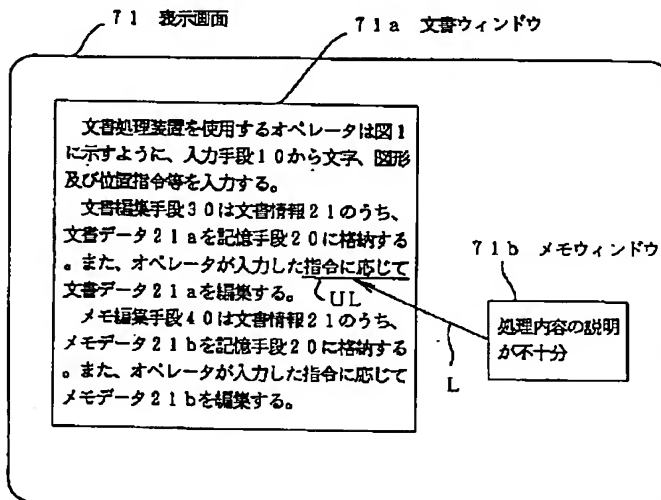 71 表示画面
71a 文書ウィンドウ
文書処理装置を使用するオペレータは図1
に示すように、入力手段10から文字、図形
及び位置指令等を入力する。
文書編集手段30は文書情報21のうち、
文書データ21aを記憶手段20に格納する
。また、オペレータが入力した指令に応じて
文書データ21aを編集する。
UL
メモ編集手段40は文書情報21のうち、
メモデータ21bを記憶手段20に格納する
。また、オペレータが入力した指令に応じて
メモデータ21bを編集する。
71b メモウィンドウ
処理内容の説明
が不十分
L